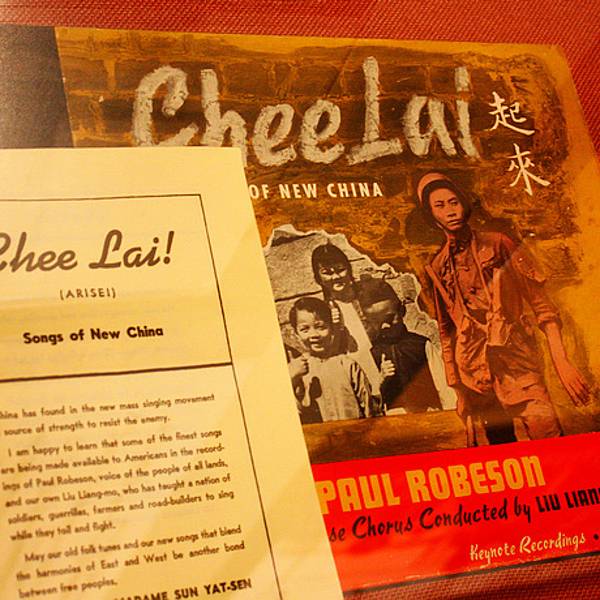 Chee Lai
起來
OF NEW CHINA
Chee Lai!
(ARISE!)
Songs of New China
China has found in the new mass singing movement
source of strength to resist the enemy.
I am happy to learn that some of the finest songs
are being made available to Americans in the record-
ings of Paul Robeson, voice of the people of all lands,
and our own Liu Liang-mo, who has taught a nation of
soldiers, guerrillas, farmers and road-builders to sing
while they toil and fight.
May our old folk tunes and our new songs that blend
the harmonies of East and West be another bond
between free peoples.
MADAME SUN YAT-SEN
PAUL ROBESON
se Chorus Conducted by LIU LIAN
Keynote Recordings •